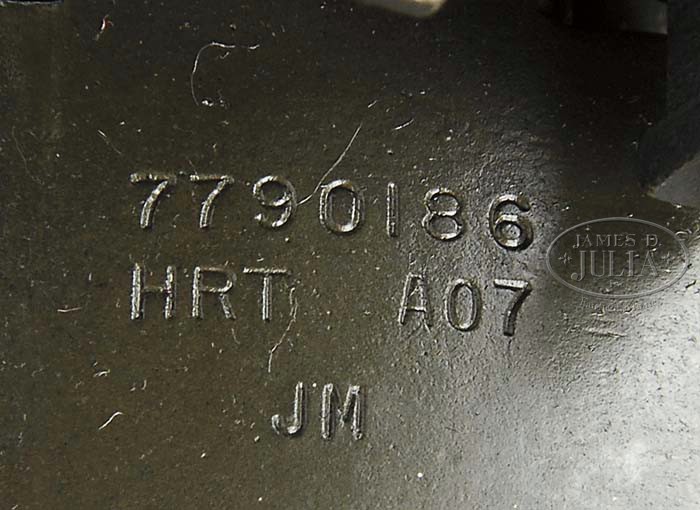 7790186
HRT A07
JM
JAMES D.
JULIA